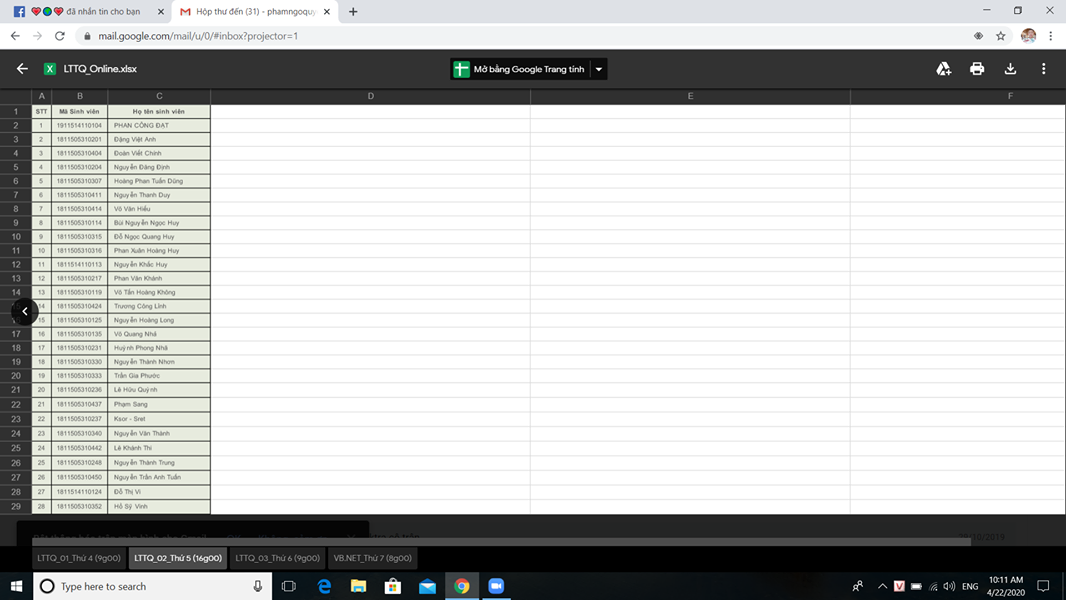 đã nhắn tin cho bạn
Hộp thư đến (31) - phamngoquy
mail.google.com/mail/u/0/#inbox?projector=1
LTTQ_Online.xlsx
Mở bằng Google Trang tính
A B C D E F
1 STT Mã Sinh viên Họ tên sinh viên
2 1 1911514110104 PHAN CÔNG ĐẠT
3 2 1811505310201 Đặng Việt Anh
4 3 1811505310404 Đoàn Viết Chính
5 4 1811505310204 Nguyễn Đăng Định
6 5 1811505310307 Hoàng Phan Tuấn Dũng
7 6 1811505310411 Nguyễn Thanh Duy
8 7 1811505310414 Võ Văn Hiếu
9 8 1811505310114 Bùi Nguyễn Ngọc Huy
10 9 1811505310315 Đỗ Ngọc Quang Huy
11 10 1811505310316 Phan Xuân Hoàng Huy
12 11 1811514110113 Nguyễn Khắc Huy
13 12 1811505310217 Phan Văn Khánh
14 13 1811505310119 Võ Tấn Hoàng Không
14 1811505310424 Trương Công Lĩnh
15 1811505310125 Nguyễn Hoàng Long
17 16 1811505310135 Võ Quang Nhã
18 17 1811505310231 Huỳnh Phong Nhã
19 18 1811505310330 Nguyễn Thành Nhơn
20 19 1811505310333 Trần Gia Phước
21 20 1811505310236 Lê Hữu Quýnh
22 21 1811505310437 Phạm Sang
23 22 1811505310237 Ksor - Sret
24 23 1811505310340 Nguyễn Văn Thành
25 24 1811505310442 Lê Khánh Thi
26 25 1811505310248 Nguyễn Thành Trung
27 26 1811505310450 Nguyễn Trần Anh Tuấn
28 27 1811514110124 Đỗ Thị Vi
29 28 1811505310352 Hồ Sỹ Vinh
LTTQ_01_Thứ 4 (9g00) LTTQ_02_Thứ 5 (16g00) LTTQ_03_Thứ 6 (9g00) VB.NET_Thứ 7 (8g00)
Type here to search
ENG
10:11 AM
4/22/2020